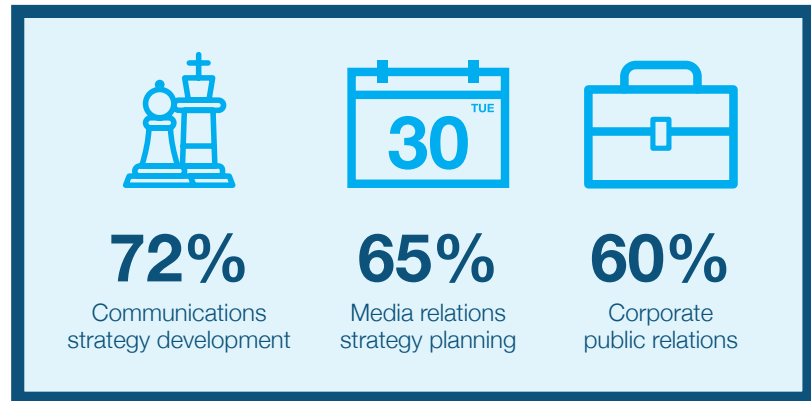 TUE
30
72%
65%
60%
Communications
strategy development
Media relations
strategy planning
Corporate
public relations